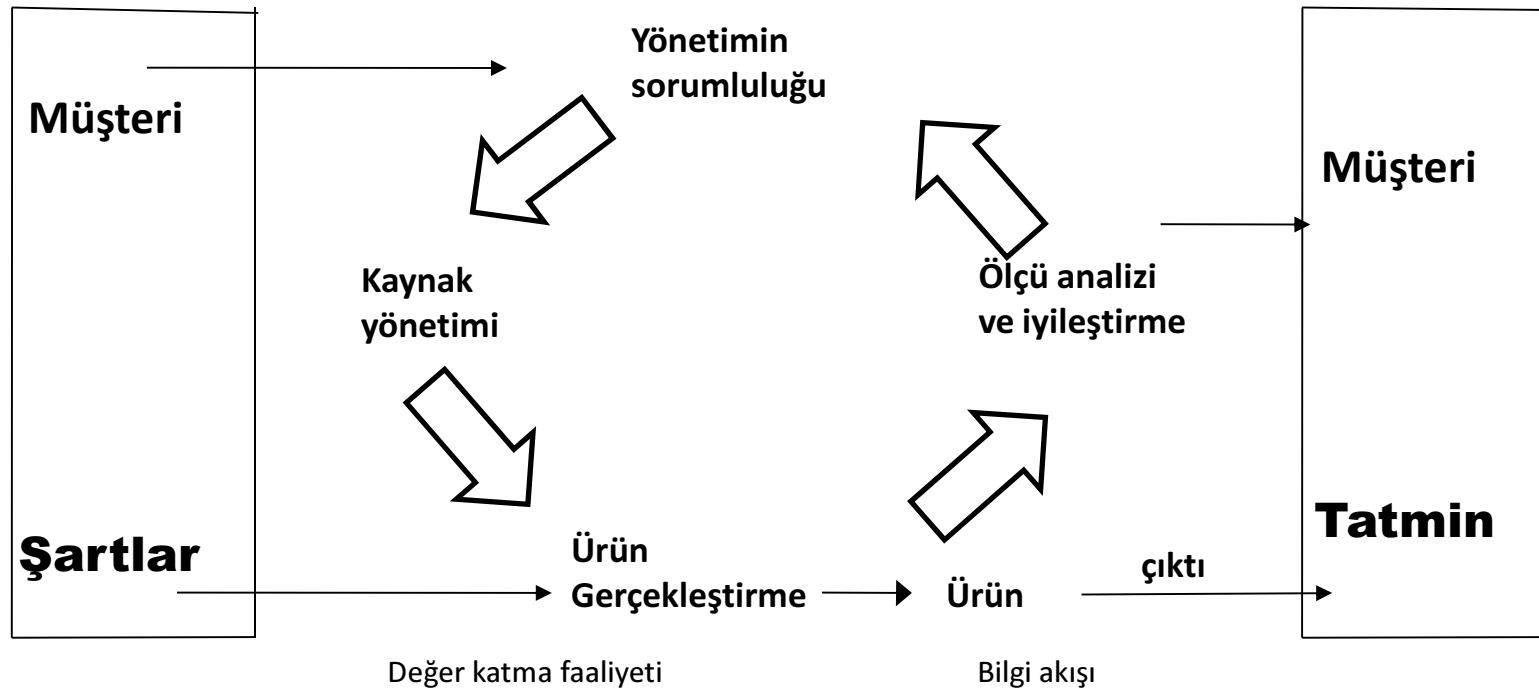 Müşteri
Şartlar
Yönetimin
sorumluluğu
Kaynak
yönetimi
Ölçü analizi
ve iyileştirme
Ürün
Gerçekleştirme
Ürün
çıktı
Müşteri
Tatmin
Değer katma faaliyeti
Bilgi akışı